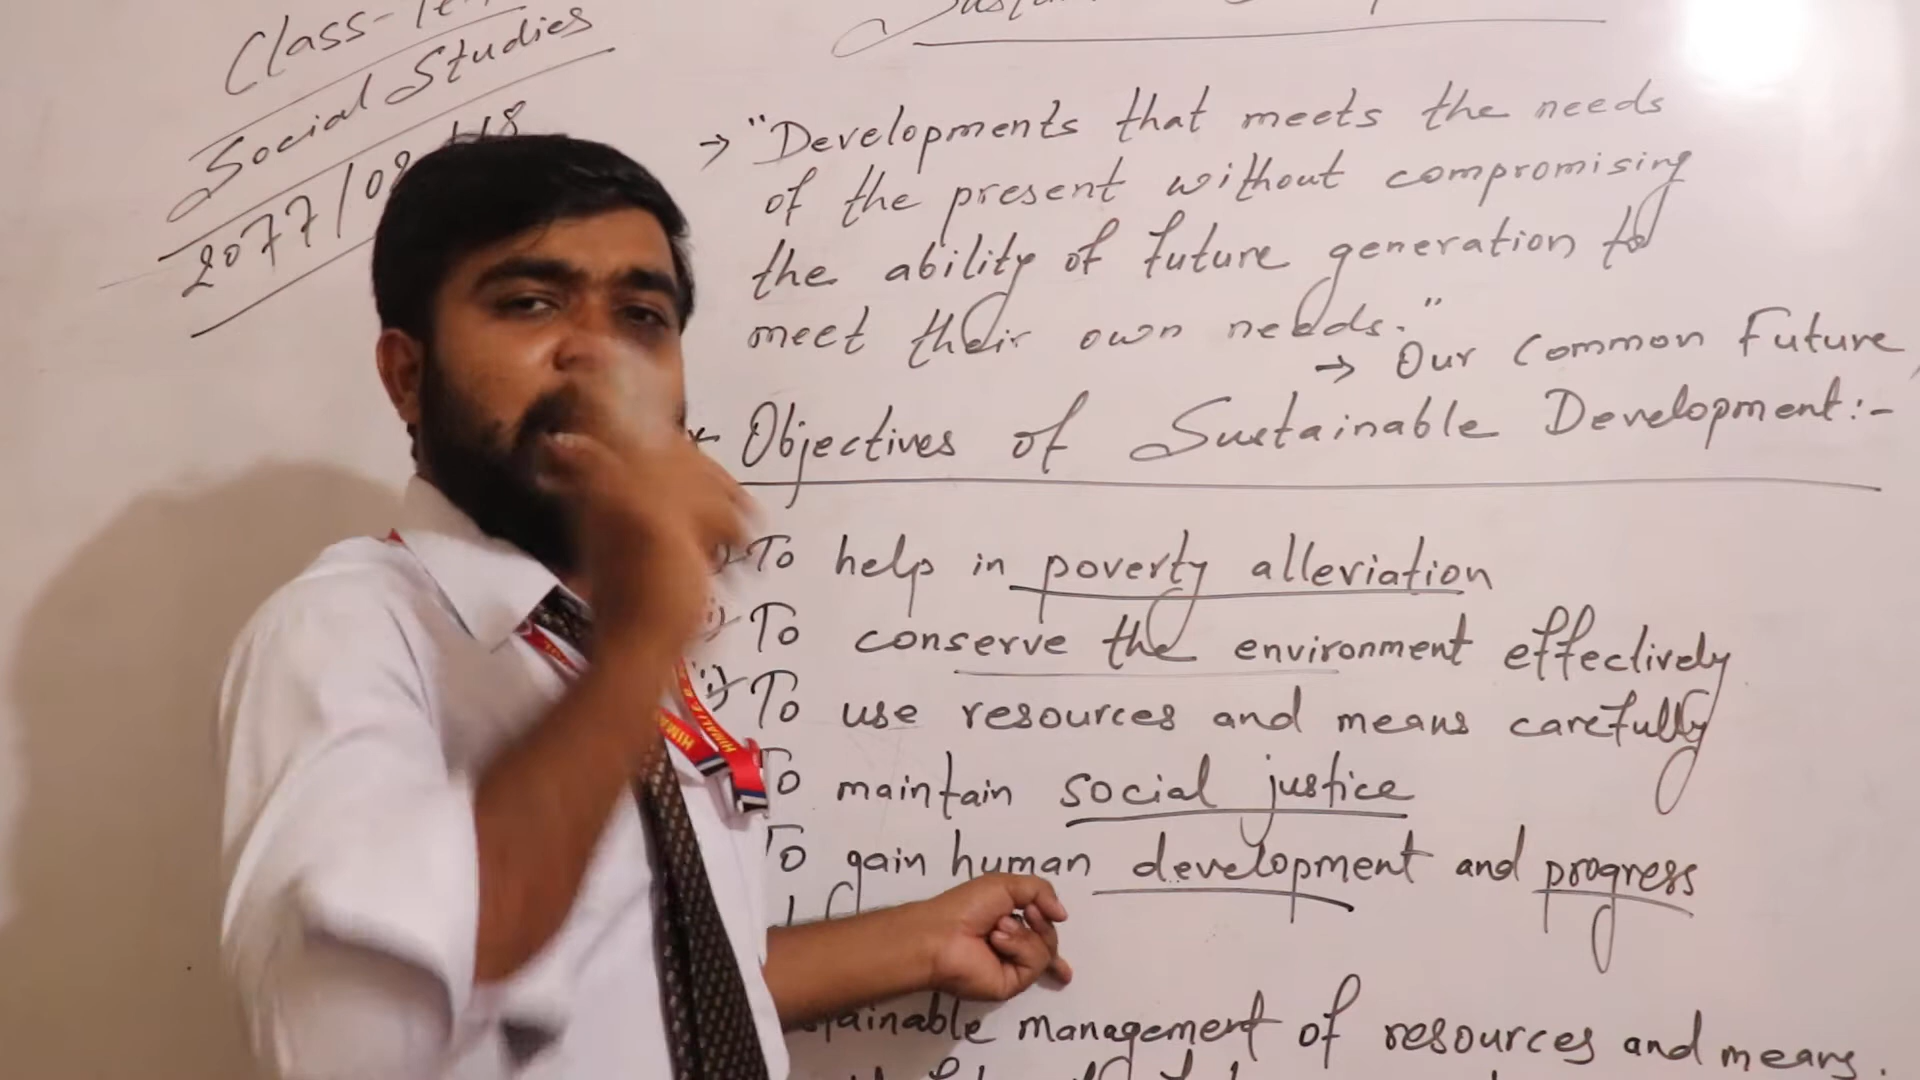 Class-
Social Studies
2077/0
→ "Developments that meets the needs
of the present without compromising
the ability of future generation to
meet their own needs."
→ Our Common Future,
Objectives of Sustainable Development:-
To help in poverty alleviation
To conserve the environment effectively
To use resources and means carefully
To maintain social justice
To gain human development and progress
management of resources and means.